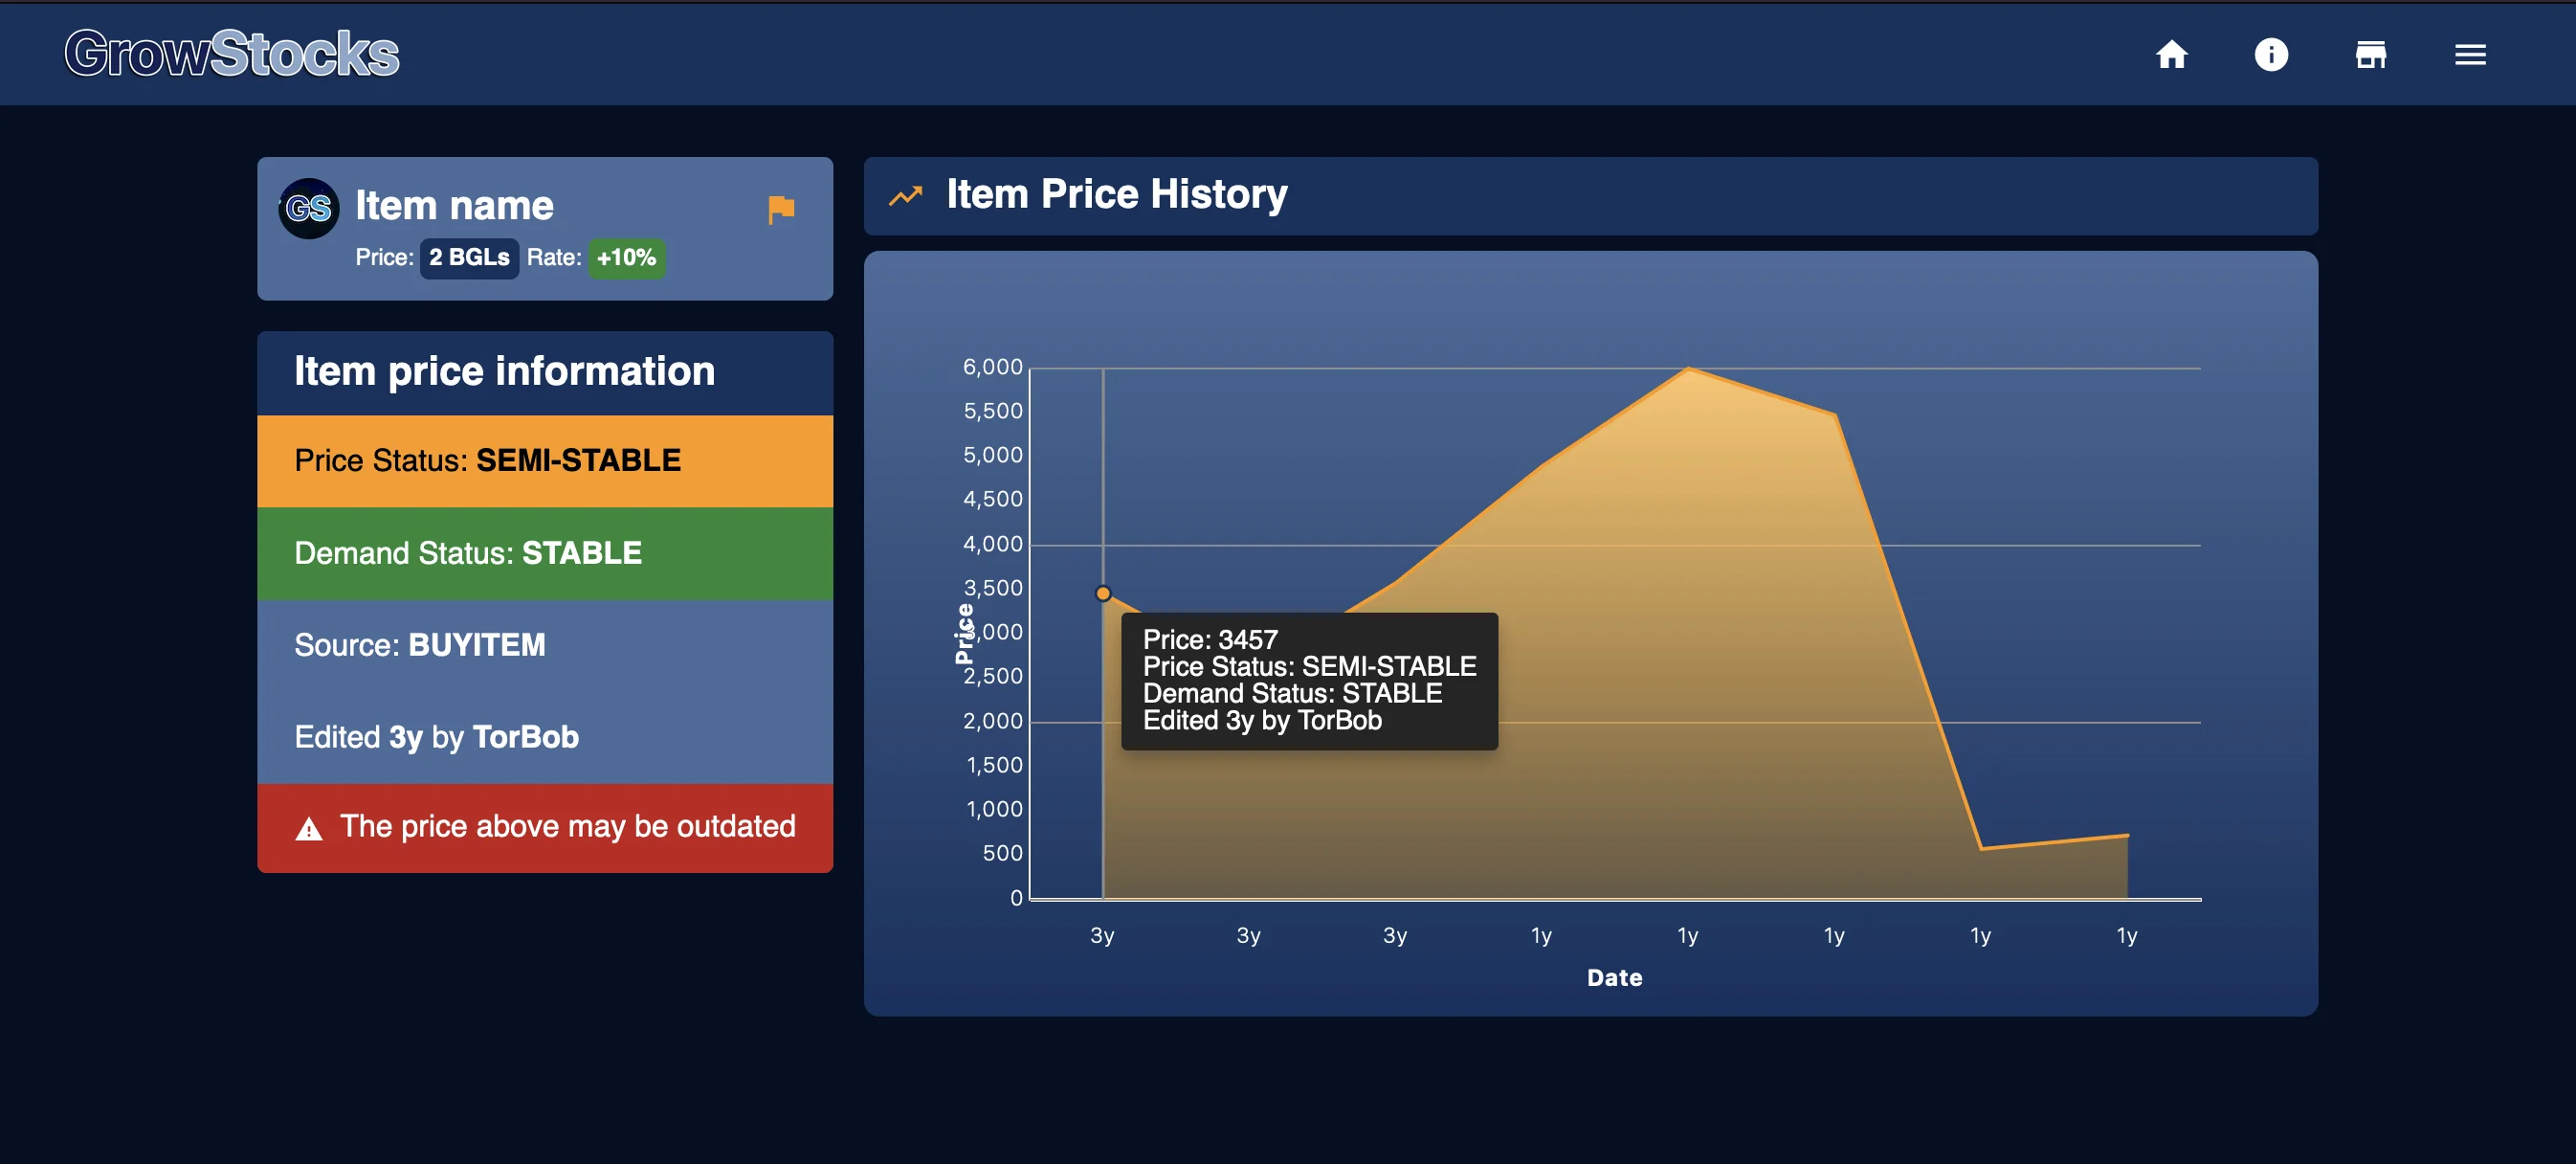 GrowStocks
GS
Item name
Price: 2 BGLs Rate: +10%
Item price information
Price Status: SEMI-STABLE
Demand Status: STABLE
Source: BUYITEM
Edited 3y by TorBob
The price above may be outdated
Item Price History
6,000
5,500
5,000
4,500
4,000
3,500
3,000
2,500
2,000
1,500
1,000
500
0
Price
Price: 3457
Price Status: SEMI-STABLE
Demand Status: STABLE
Edited 3y by TorBob
3y 3y 3y 1y 1y 1y 1y 1y
Date